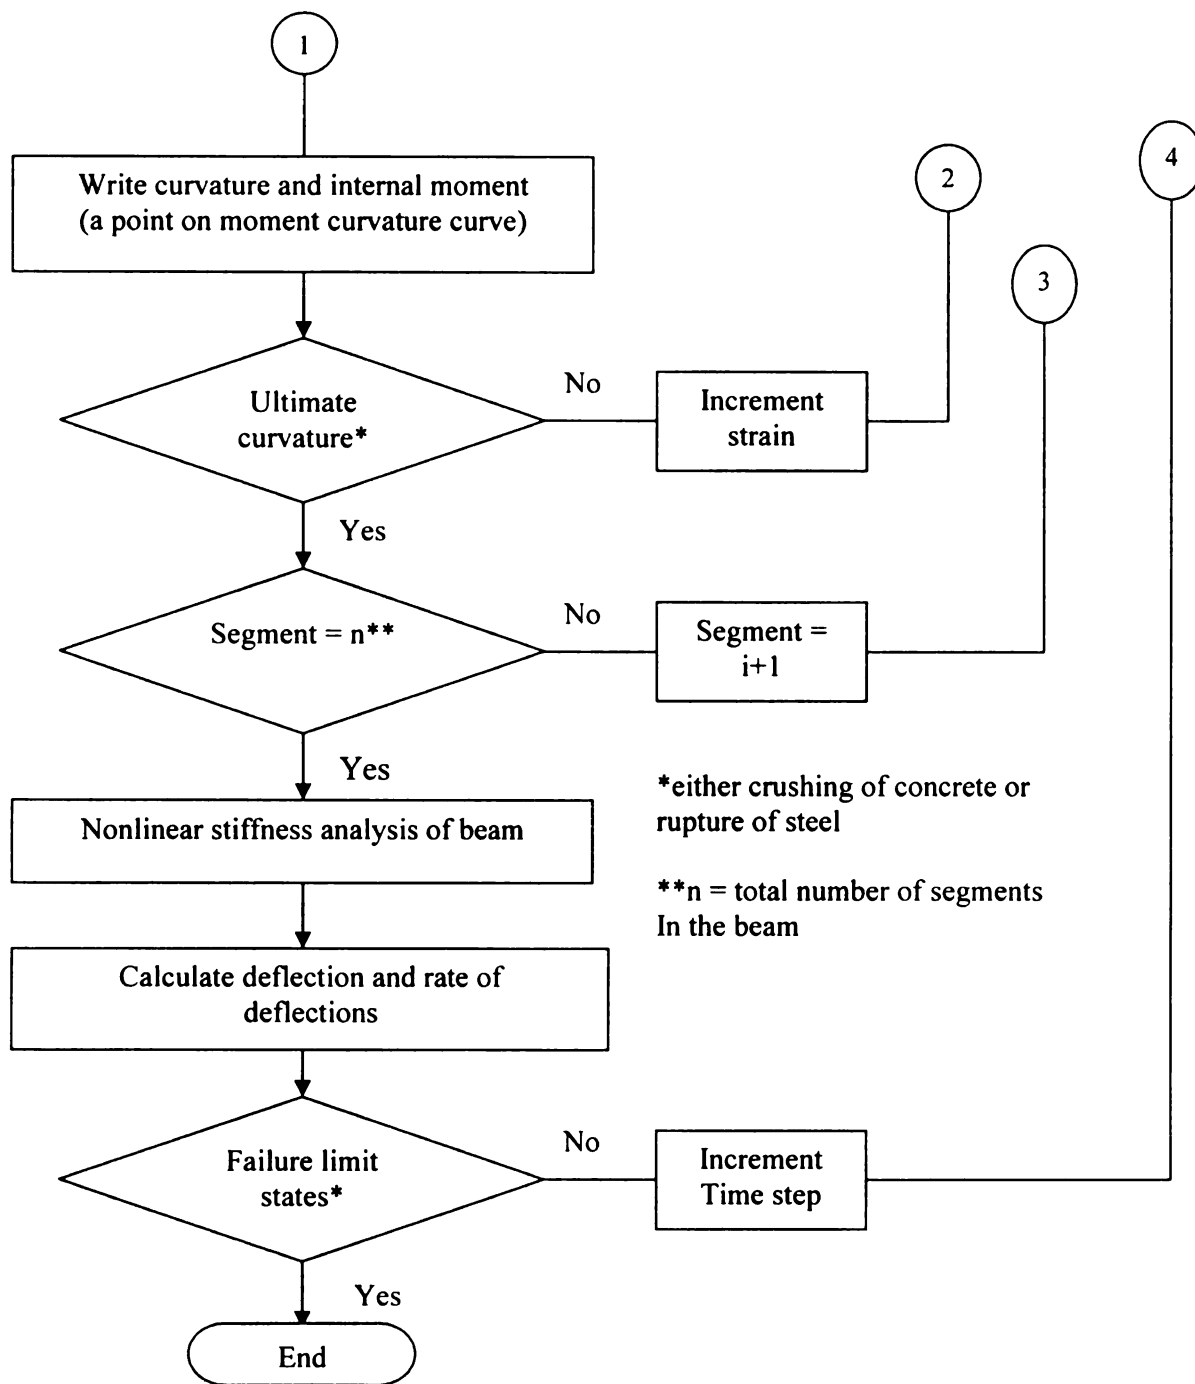 1
Write curvature and internal moment
(a point on moment curvature curve)
2
4
3
Ultimate
curvature*
No
Increment
strain
Yes
Segment = n**
No
Segment =
i+1
Yes
Nonlinear stiffness analysis of beam
*either crushing of concrete or
rupture of steel
**n = total number of segments
In the beam
Calculate deflection and rate of
deflections
Failure limit
states*
No
Increment
Time step
Yes
End